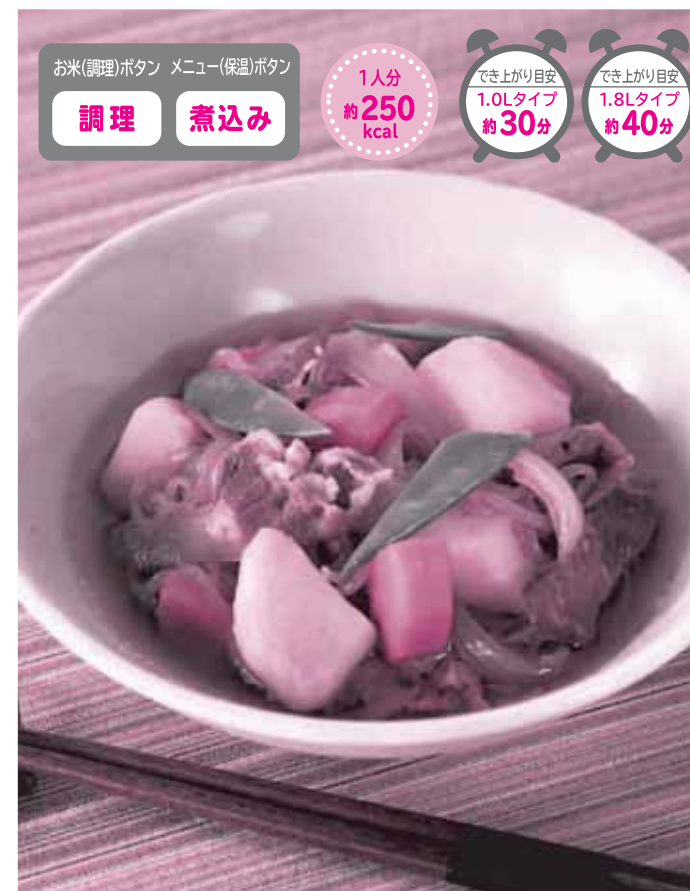 お米(調理)ボタン メニュー(保温)ボタン
調理 煮込み
1人分
約250
kcal
でき上がり目安
1.0Lタイプ
約30分
でき上がり目安
1.8Lタイプ
約40分